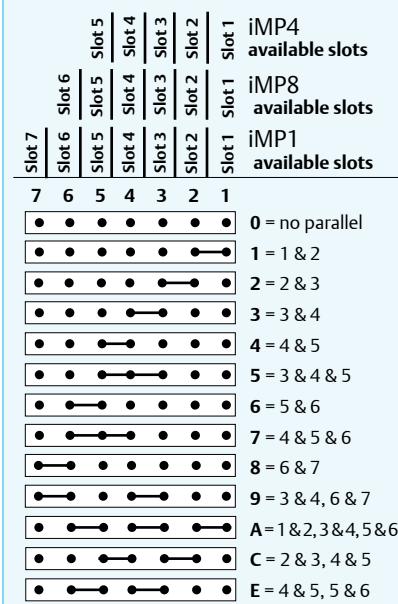 Slot 5 Slot 4 Slot 3 Slot 2 Slot 1 iMP4
available slots
Slot 6 Slot 5 Slot 4 Slot 3 Slot 2 Slot 1 iMP8
available slots
Slot 7 Slot 6 Slot 5 Slot 4 Slot 3 Slot 2 Slot 1 iMP1
available slots
7 6 5 4 3 2 1
0 = no parallel
1 = 1 & 2
2 = 2 & 3
3 = 3 & 4
4 = 4 & 5
5 = 3 & 4 & 5
6 = 5 & 6
7 = 4 & 5 & 6
8 = 6 & 7
9 = 3 & 4, 6 & 7
A = 1 & 2, 3 & 4, 5 & 6
C = 2 & 3, 4 & 5
E = 4 & 5, 5 & 6